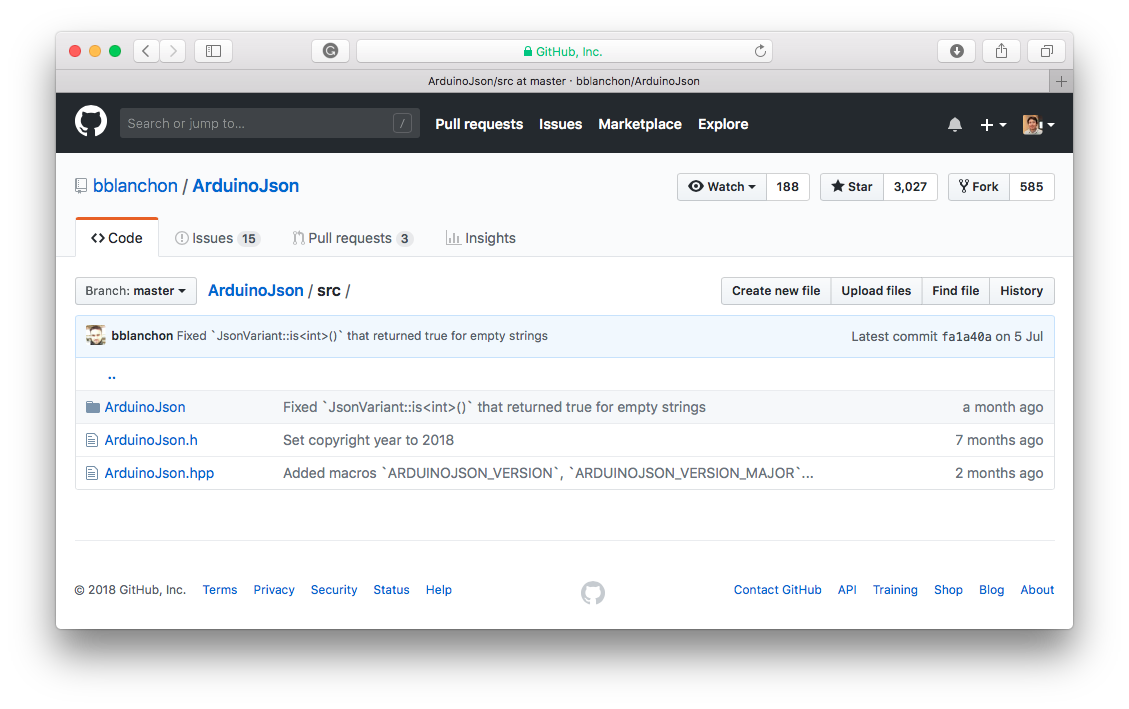 GitHub, Inc.
ArduinoJson/src at master · bblanchon/ArduinoJson
Search or jump to... / Pull requests Issues Marketplace Explore
bblanchon / ArduinoJson Watch 188 Star 3,027 Fork 585
Code Issues 15 Pull requests 3 Insights
Branch: master ArduinoJson / src / Create new file Upload files Find file History
bblanchon Fixed `JsonVariant::is<int>()` that returned true for empty strings Latest commit fa1a40a on 5 Jul
..
ArduinoJson Fixed `JsonVariant::is<int>()` that returned true for empty strings a month ago
ArduinoJson.h Set copyright year to 2018 7 months ago
ArduinoJson.hpp Added macros `ARDUINOJSON_VERSION`, `ARDUINOJSON_VERSION_MAJOR`... 2 months ago
© 2018 GitHub, Inc. Terms Privacy Security Status Help Contact GitHub API Training Shop Blog About